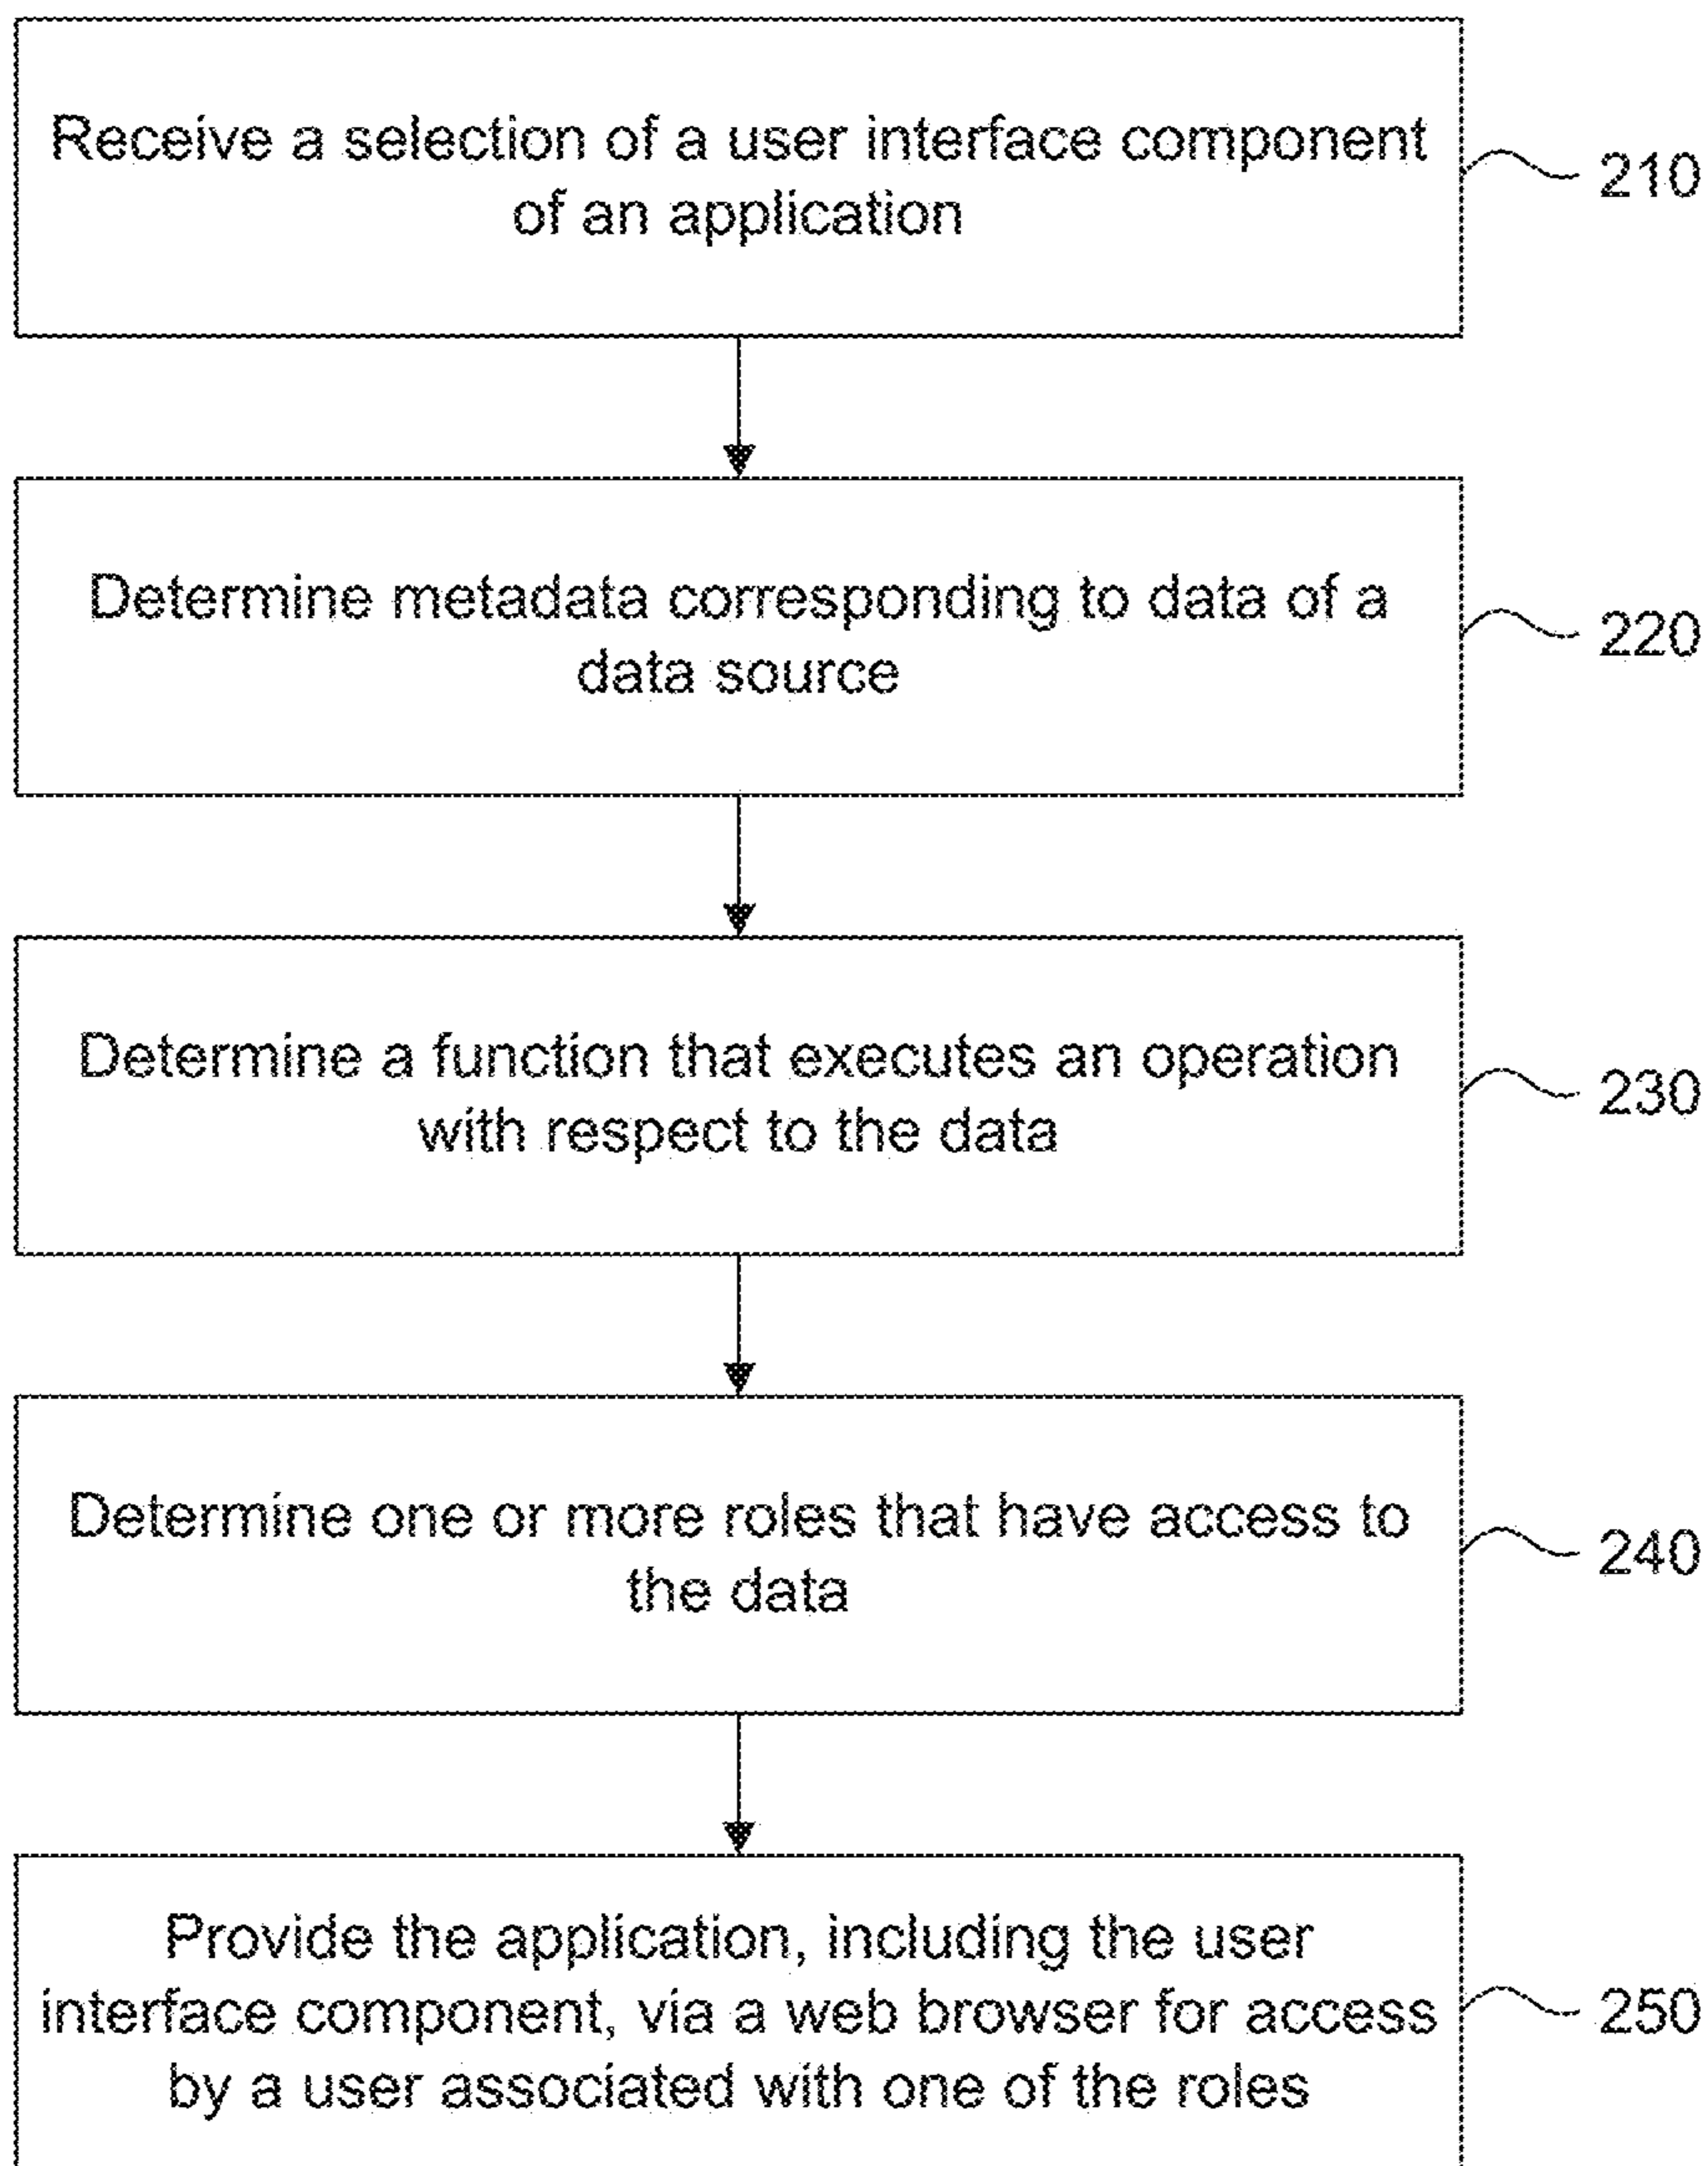 Receive a selection of a user interface component
of an application
210
Determine metadata corresponding to data of a
data source
220
Determine a function that executes an operation
with respect to the data
230
Determine one or more roles that have access to
the data
240
Provide the application, including the user
interface component, via a web browser for access
by a user associated with one of the roles
250